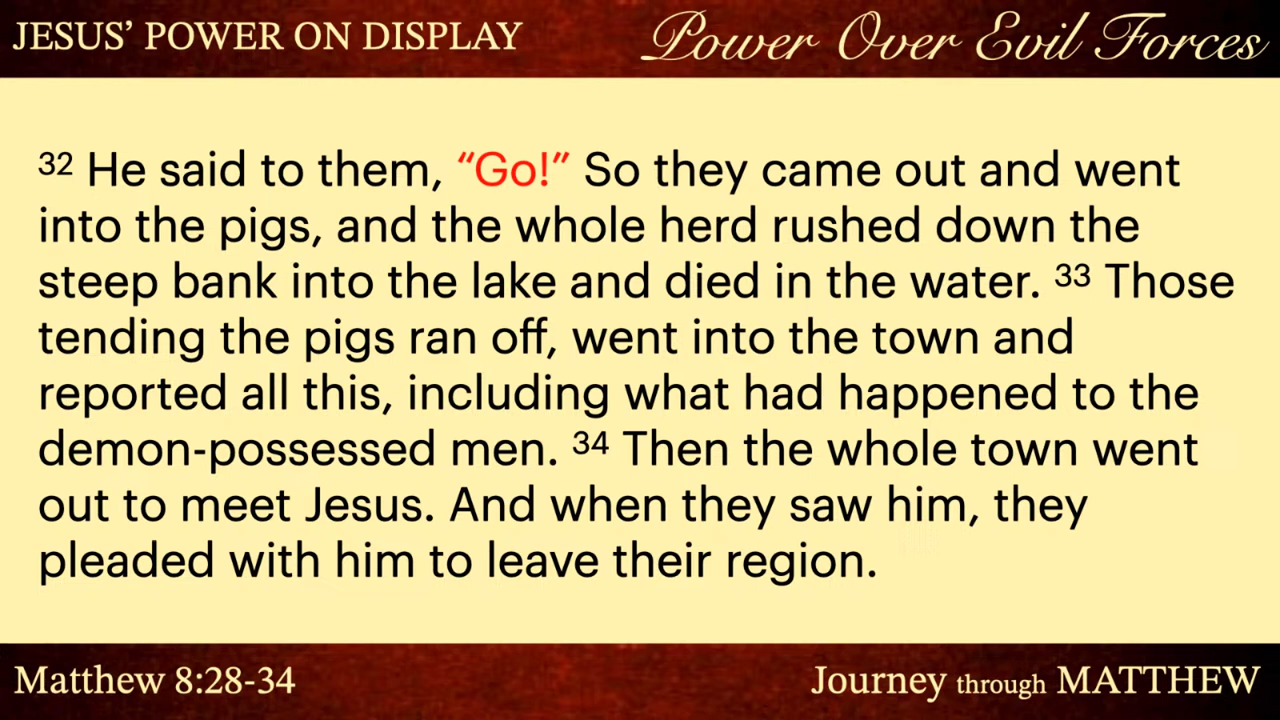 JESUS’ POWER ON DISPLAY
Power Over Evil Forces
32 He said to them, “Go!” So they came out and went
into the pigs, and the whole herd rushed down the
steep bank into the lake and died in the water. 33 Those
tending the pigs ran off, went into the town and
reported all this, including what had happened to the
demon-possessed men. 34 Then the whole town went
out to meet Jesus. And when they saw him, they
pleaded with him to leave their region.
Matthew 8:28-34
Journey through MATTHEW